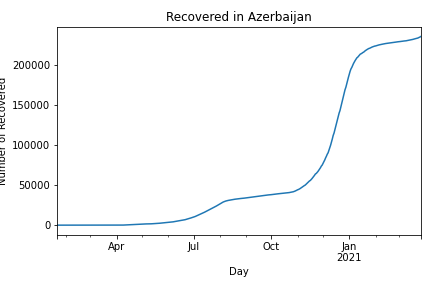 Recovered in Azerbaijan
Number of Recovered
200000
150000
100000
50000
0
Apr
Jul
Oct
Jan
2021
Day